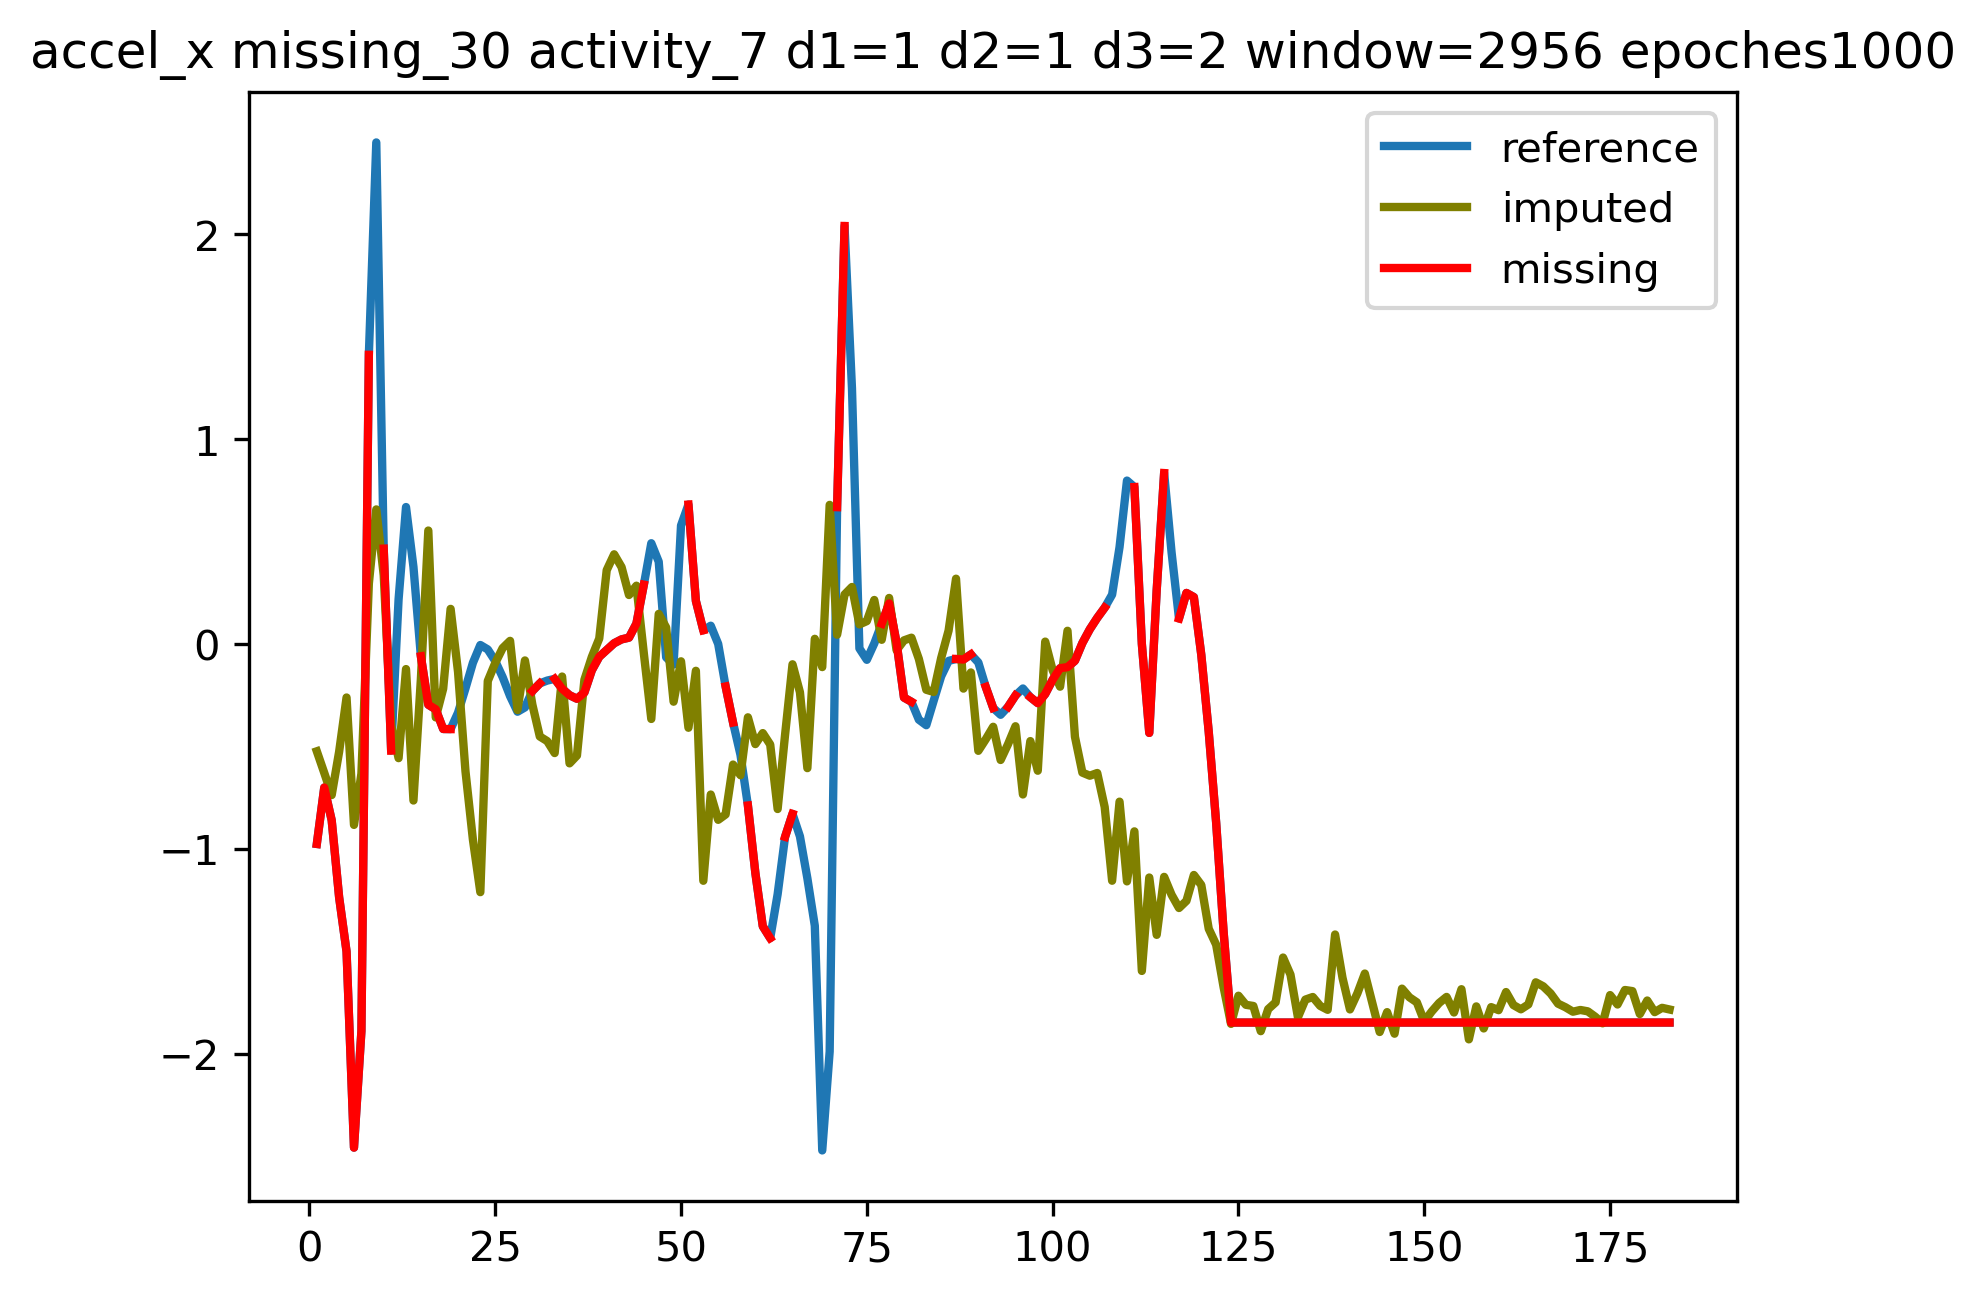 accel_x missing_30 activity_7 d1=1 d2=1 d3=2 window=2956 epoches1000
reference
imputed
missing
2
1
0
−1
−2
0 25 50 75 100 125 150 175